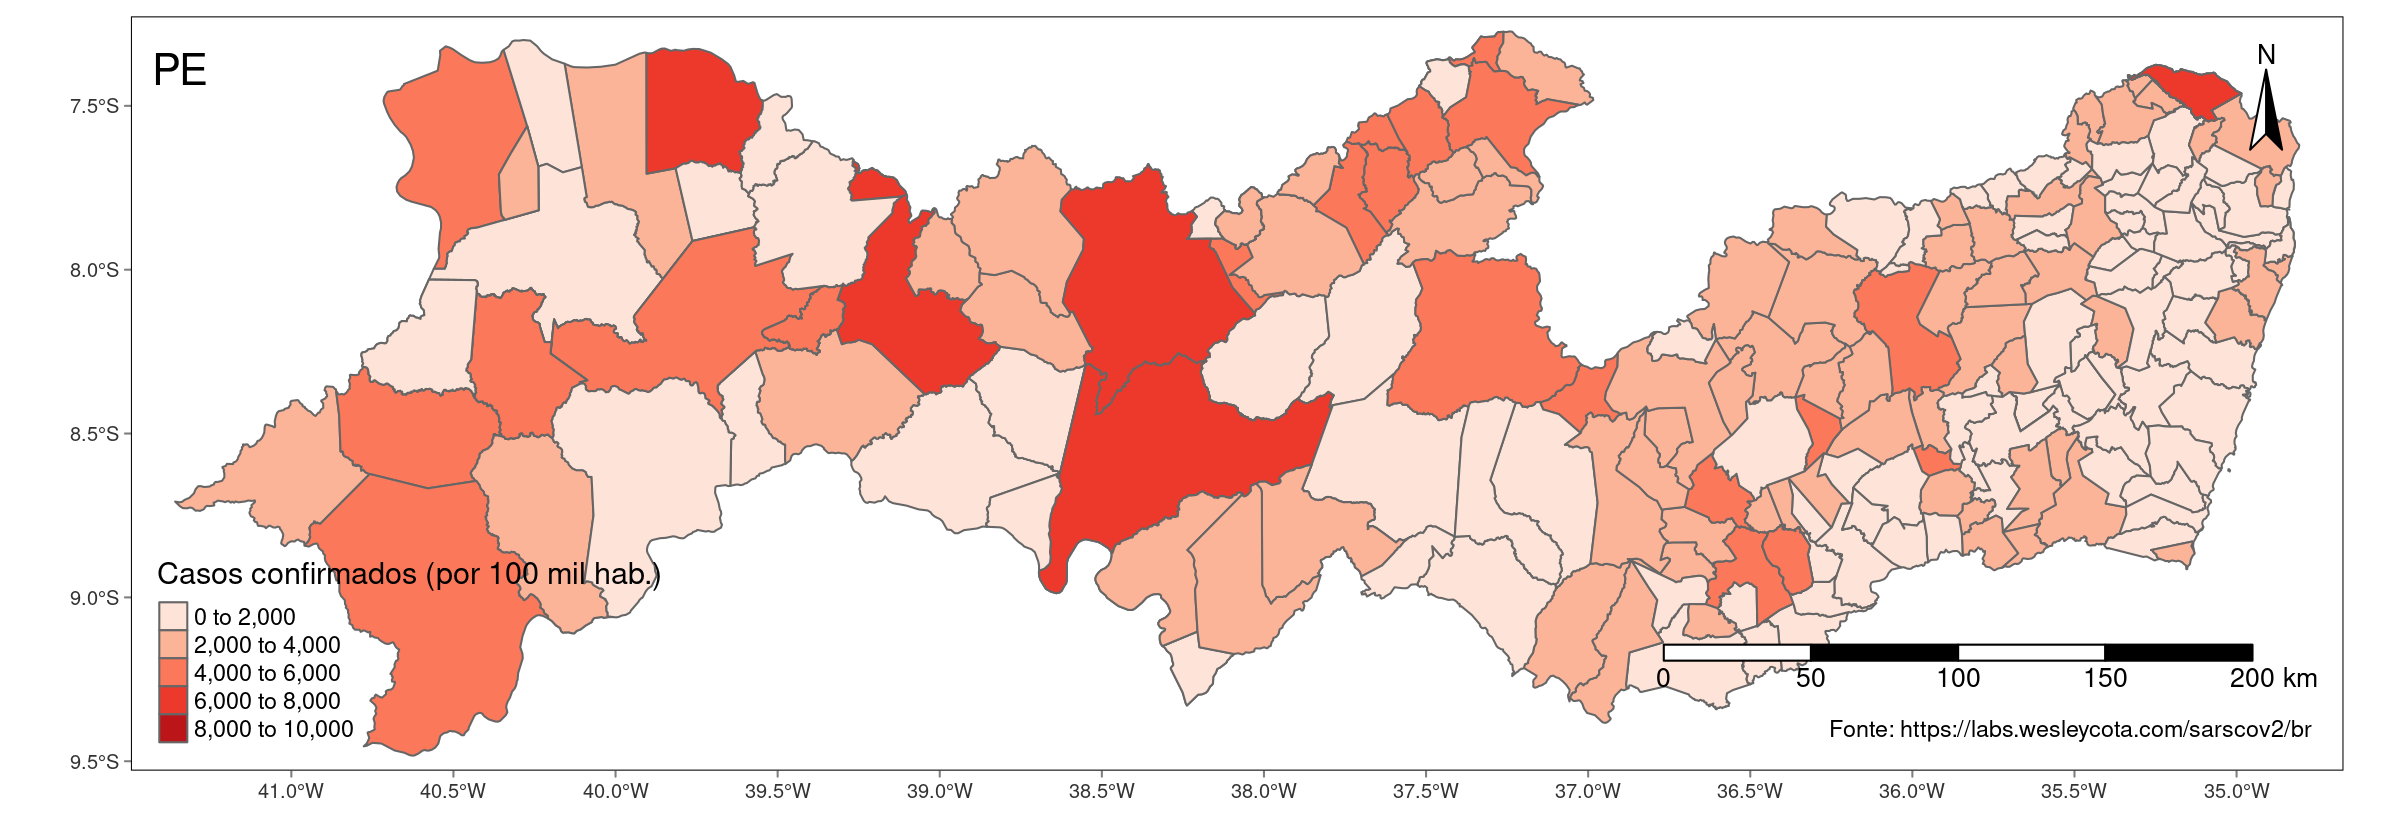 PE
N
7.5°S
8.0°S
8.5°S
9.0°S
9.5°S
Casos confirmados (por 100 mil hab.)
0 to 2,000
2,000 to 4,000
4,000 to 6,000
6,000 to 8,000
8,000 to 10,000
0 50 100 150 200 km
Fonte: https://labs.wesleycota.com/sarscov2/br
41.0°W 40.5°W 40.0°W 39.5°W 39.0°W 38.5°W 38.0°W 37.5°W 37.0°W 36.5°W 36.0°W 35.5°W 35.0°W